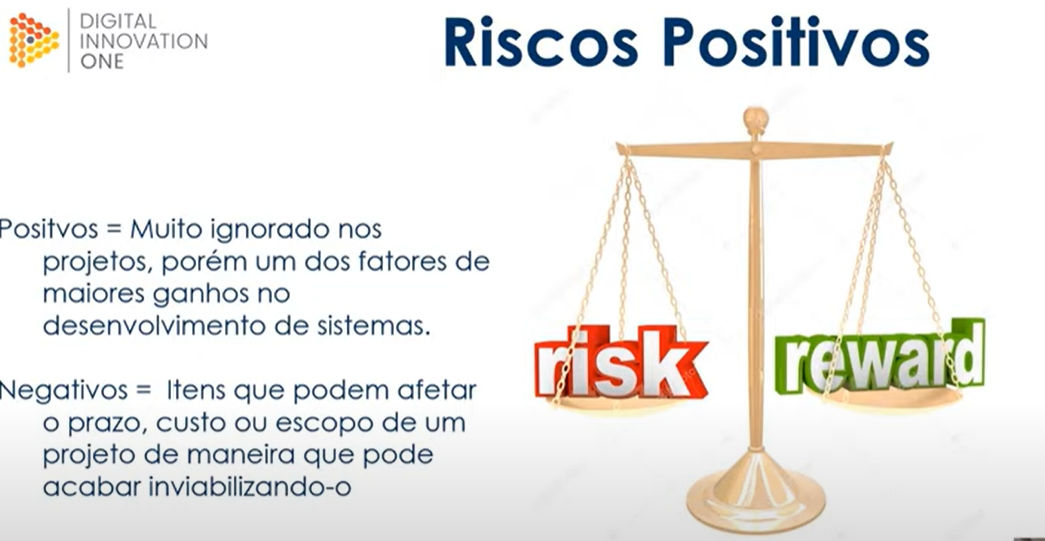 DIGITAL
INNOVATION
ONE
Riscos Positivos
Positvos = Muito ignorado nos
projetos, porém um dos fatores de
maiores ganhos no
desenvolvimento de sistemas.
Negativos = Itens que podem afetar
o prazo, custo ou escopo de um
projeto de maneira que pode
acabar inviabilizando-o
risk
reward